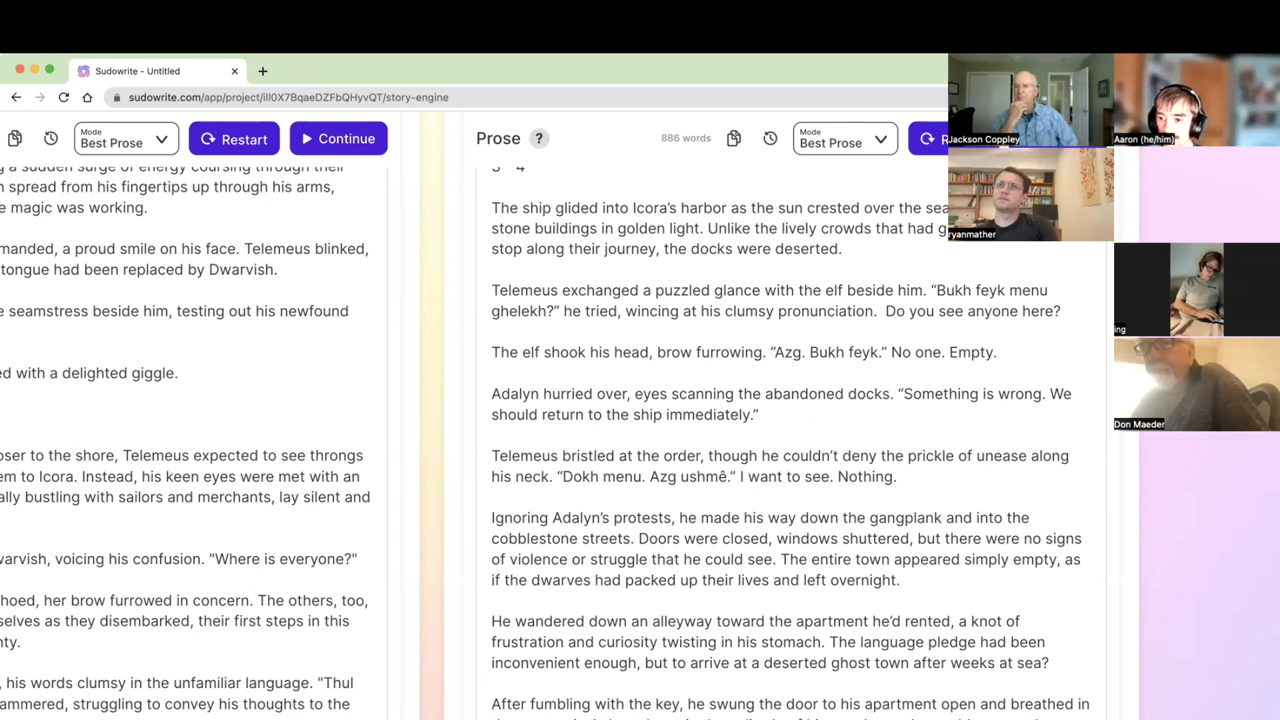 Sudowrite - Untitled
sudowrite.com/app/project/ill0X7BqaeDZFbQHyvQT/story-engine
Mode
Best Prose
Restart
Continue
a sudden surge of energy coursing through their
spread from his fingertips up through his arms,
e magic was working.
manded, a proud smile on his face. Telemeus blinked,
tongue had been replaced by Dwarvish.
e seamstress beside him, testing out his newfound
ed with a delighted giggle.
oser to the shore, Telemeus expected to see throngs
em to Icora. Instead, his keen eyes were met with an
ally bustling with sailors and merchants, lay silent and
warvish, voicing his confusion. "Where is everyone?"
hoed, her brow furrowed in concern. The others, too,
selves as they disembarked, their first steps in this
nty.
, his words clumsy in the unfamiliar language. "Thul
ammered, struggling to convey his thoughts to the
Prose ?
886 words
Mode
Best Prose
The ship glided into Icora’s harbor as the sun crested over the sea
stone buildings in golden light. Unlike the lively crowds that had g
stop along their journey, the docks were deserted.
Telemeus exchanged a puzzled glance with the elf beside him. “Bukh feyk menu
ghelekh?” he tried, wincing at his clumsy pronunciation. Do you see anyone here?
The elf shook his head, brow furrowing. “Azg. Bukh feyk.” No one. Empty.
Adalyn hurried over, eyes scanning the abandoned docks. “Something is wrong. We
should return to the ship immediately.”
Telemeus bristled at the order, though he couldn’t deny the prickle of unease along
his neck. “Dokh menu. Azg ushmê.” I want to see. Nothing.
Ignoring Adalyn’s protests, he made his way down the gangplank and into the
cobblestone streets. Doors were closed, windows shuttered, but there were no signs
of violence or struggle that he could see. The entire town appeared simply empty, as
if the dwarves had packed up their lives and left overnight.
He wandered down an alleyway toward the apartment he’d rented, a knot of
frustration and curiosity twisting in his stomach. The language pledge had been
inconvenient enough, but to arrive at a deserted ghost town after weeks at sea?
After fumbling with the key, he swung the door to his apartment open and breathed in
Jackson Coppley
Aaron (he/him)
ryanmather
ing
Don Maeder